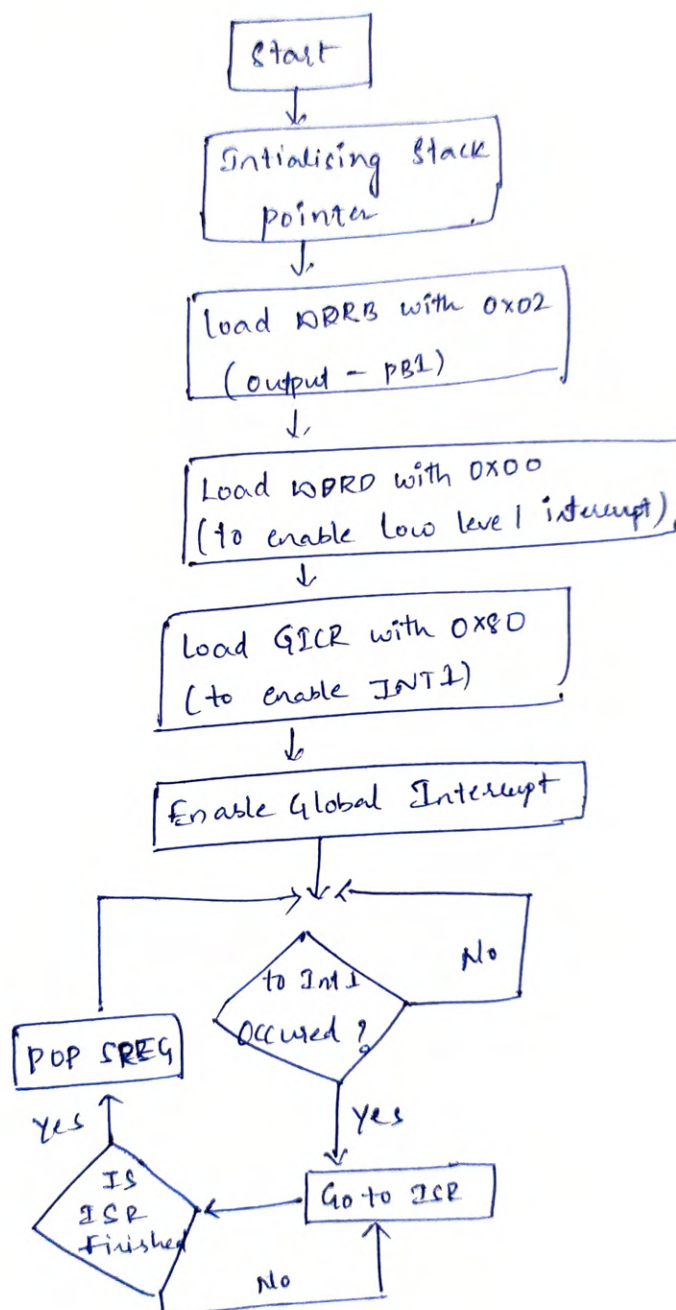 Start
Intialising Stack
pointer
Load DDRB with 0x02
(output - PB1)
Load DDRD with 0x00
(to enable Low level interrupt)
Load GICR with 0x80
(to enable INT1)
Enable Global Interrupt
No
to Int1
Occured ?
POP SREG
Yes
Yes
IS
ISR
Finished
Go to ISR
No